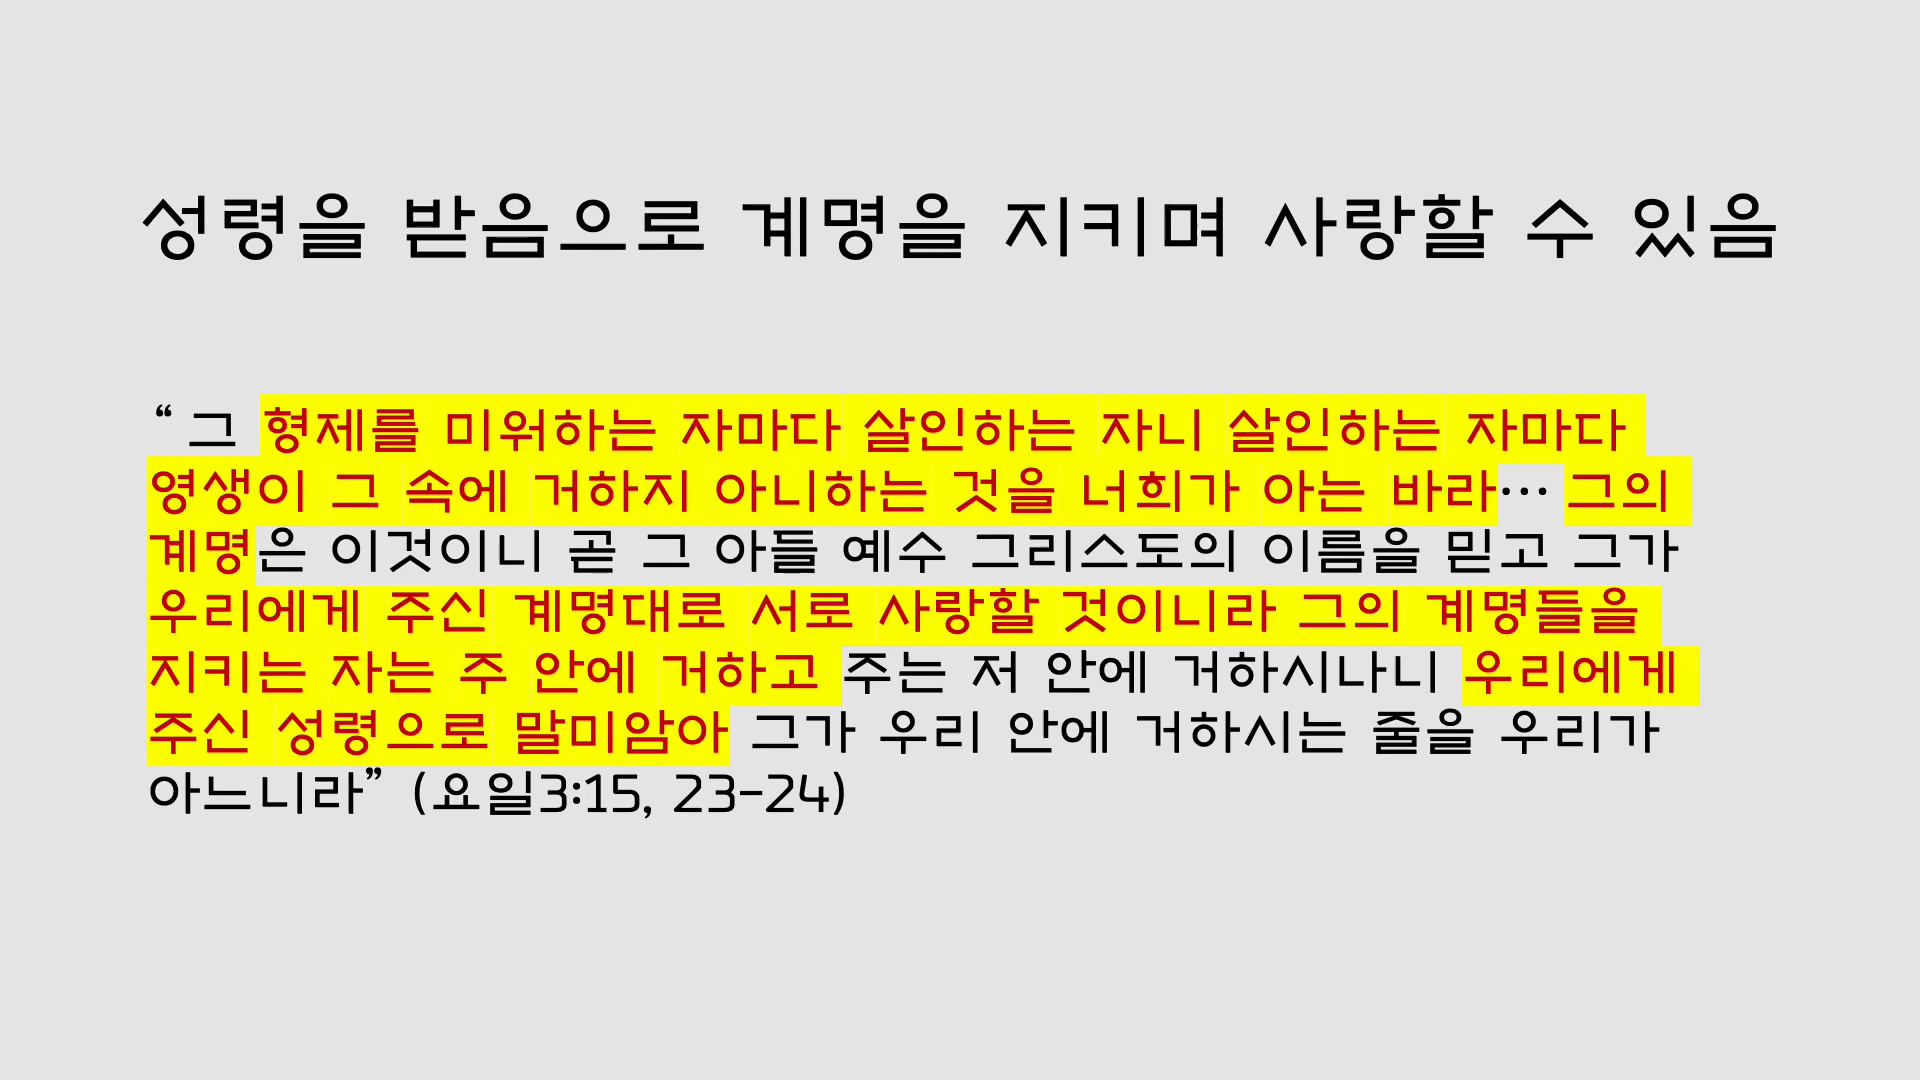 성령을 받음으로 계명을 지키며 사랑할 수 있음
“그 형제를 미워하는 자마다 살인하는 자니 살인하는 자마다
영생이 그 속에 거하지 아니하는 것을 너희가 아는 바라… 그의
계명은 이것이니 곧 그 아들 예수 그리스도의 이름을 믿고 그가
우리에게 주신 계명대로 서로 사랑할 것이니라 그의 계명들을
지키는 자는 주 안에 거하고 주는 저 안에 거하시나니 우리에게
주신 성령으로 말미암아 그가 우리 안에 거하시는 줄을 우리가
아느니라” (요일3:15, 23-24)